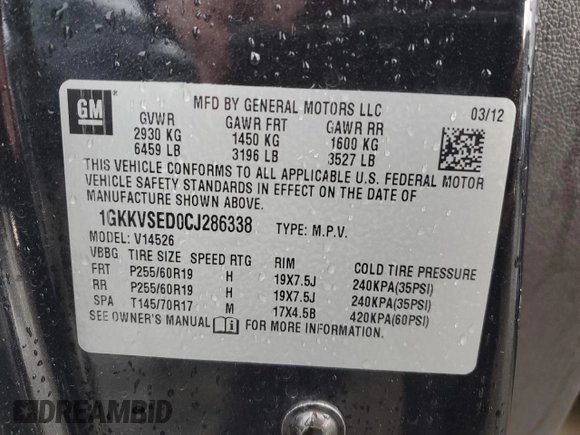 GM
MFD BY GENERAL MOTORS LLC
03/12
GVWR GAWR FRT GAWR RR
2930 KG 1450 KG 1600 KG
6459 LB 3196 LB 3527 LB
THIS VEHICLE CONFORMS TO ALL APPLICABLE U.S. FEDERAL MOTOR
VEHICLE SAFETY STANDARDS IN EFFECT ON THE DATE OF
MANUFACTURE SHOWN ABOVE.
1GKKVSED0CJ286338 TYPE: M.P.V.
MODEL: V14526
VBBG TIRE SIZE SPEED RTG RIM COLD TIRE PRESSURE
FRT P255/60R19 H 19X7.5J 240KPA(35PSI)
RR P255/60R19 H 19X7.5J 240KPA(35PSI)
SPA T145/70R17 M 17X4.5B 420KPA(60PSI)
SEE OWNER'S MANUAL FOR MORE INFORMATION.
DREAMBID